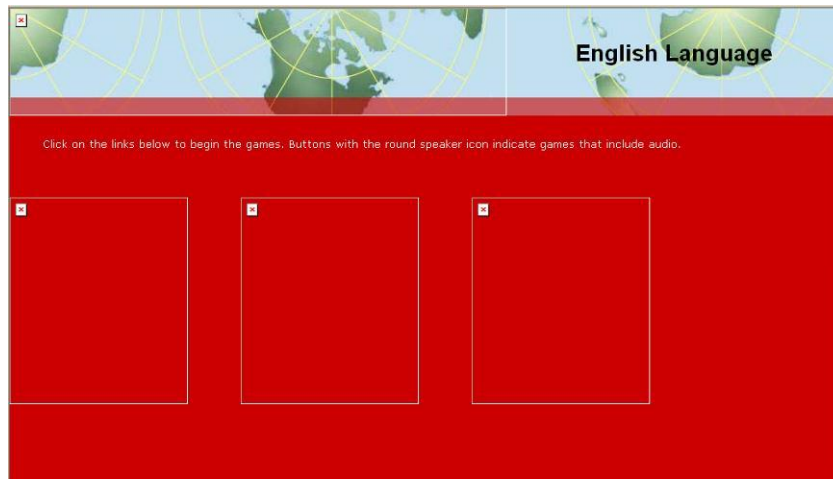 English Language
Click on the links below to begin the games. Buttons with the round speaker icon indicate games that include audio.